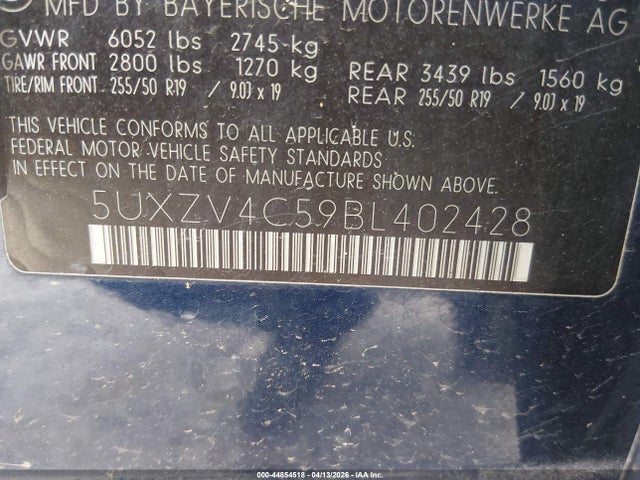 MFD BY BAYERISCHE MOTORENWERKE AG
GVWR 6052 lbs 2745 kg
GAWR FRONT 2800 lbs 1270 kg REAR 3439 lbs 1560 kg
TIRE/RIM FRONT 255/50 R19 / 9.0J x 19 REAR 255/50 R19 / 9.0J x 19
THIS VEHICLE CONFORMS TO ALL APPLICABLE U.S.
FEDERAL MOTOR VEHICLE SAFETY STANDARDS
IN EFFECT ON THE DATE OF MANUFACTURE SHOWN ABOVE.
5UXZV4C59BL402428
00-44854518 | 04/13/2026 | IAA Inc.